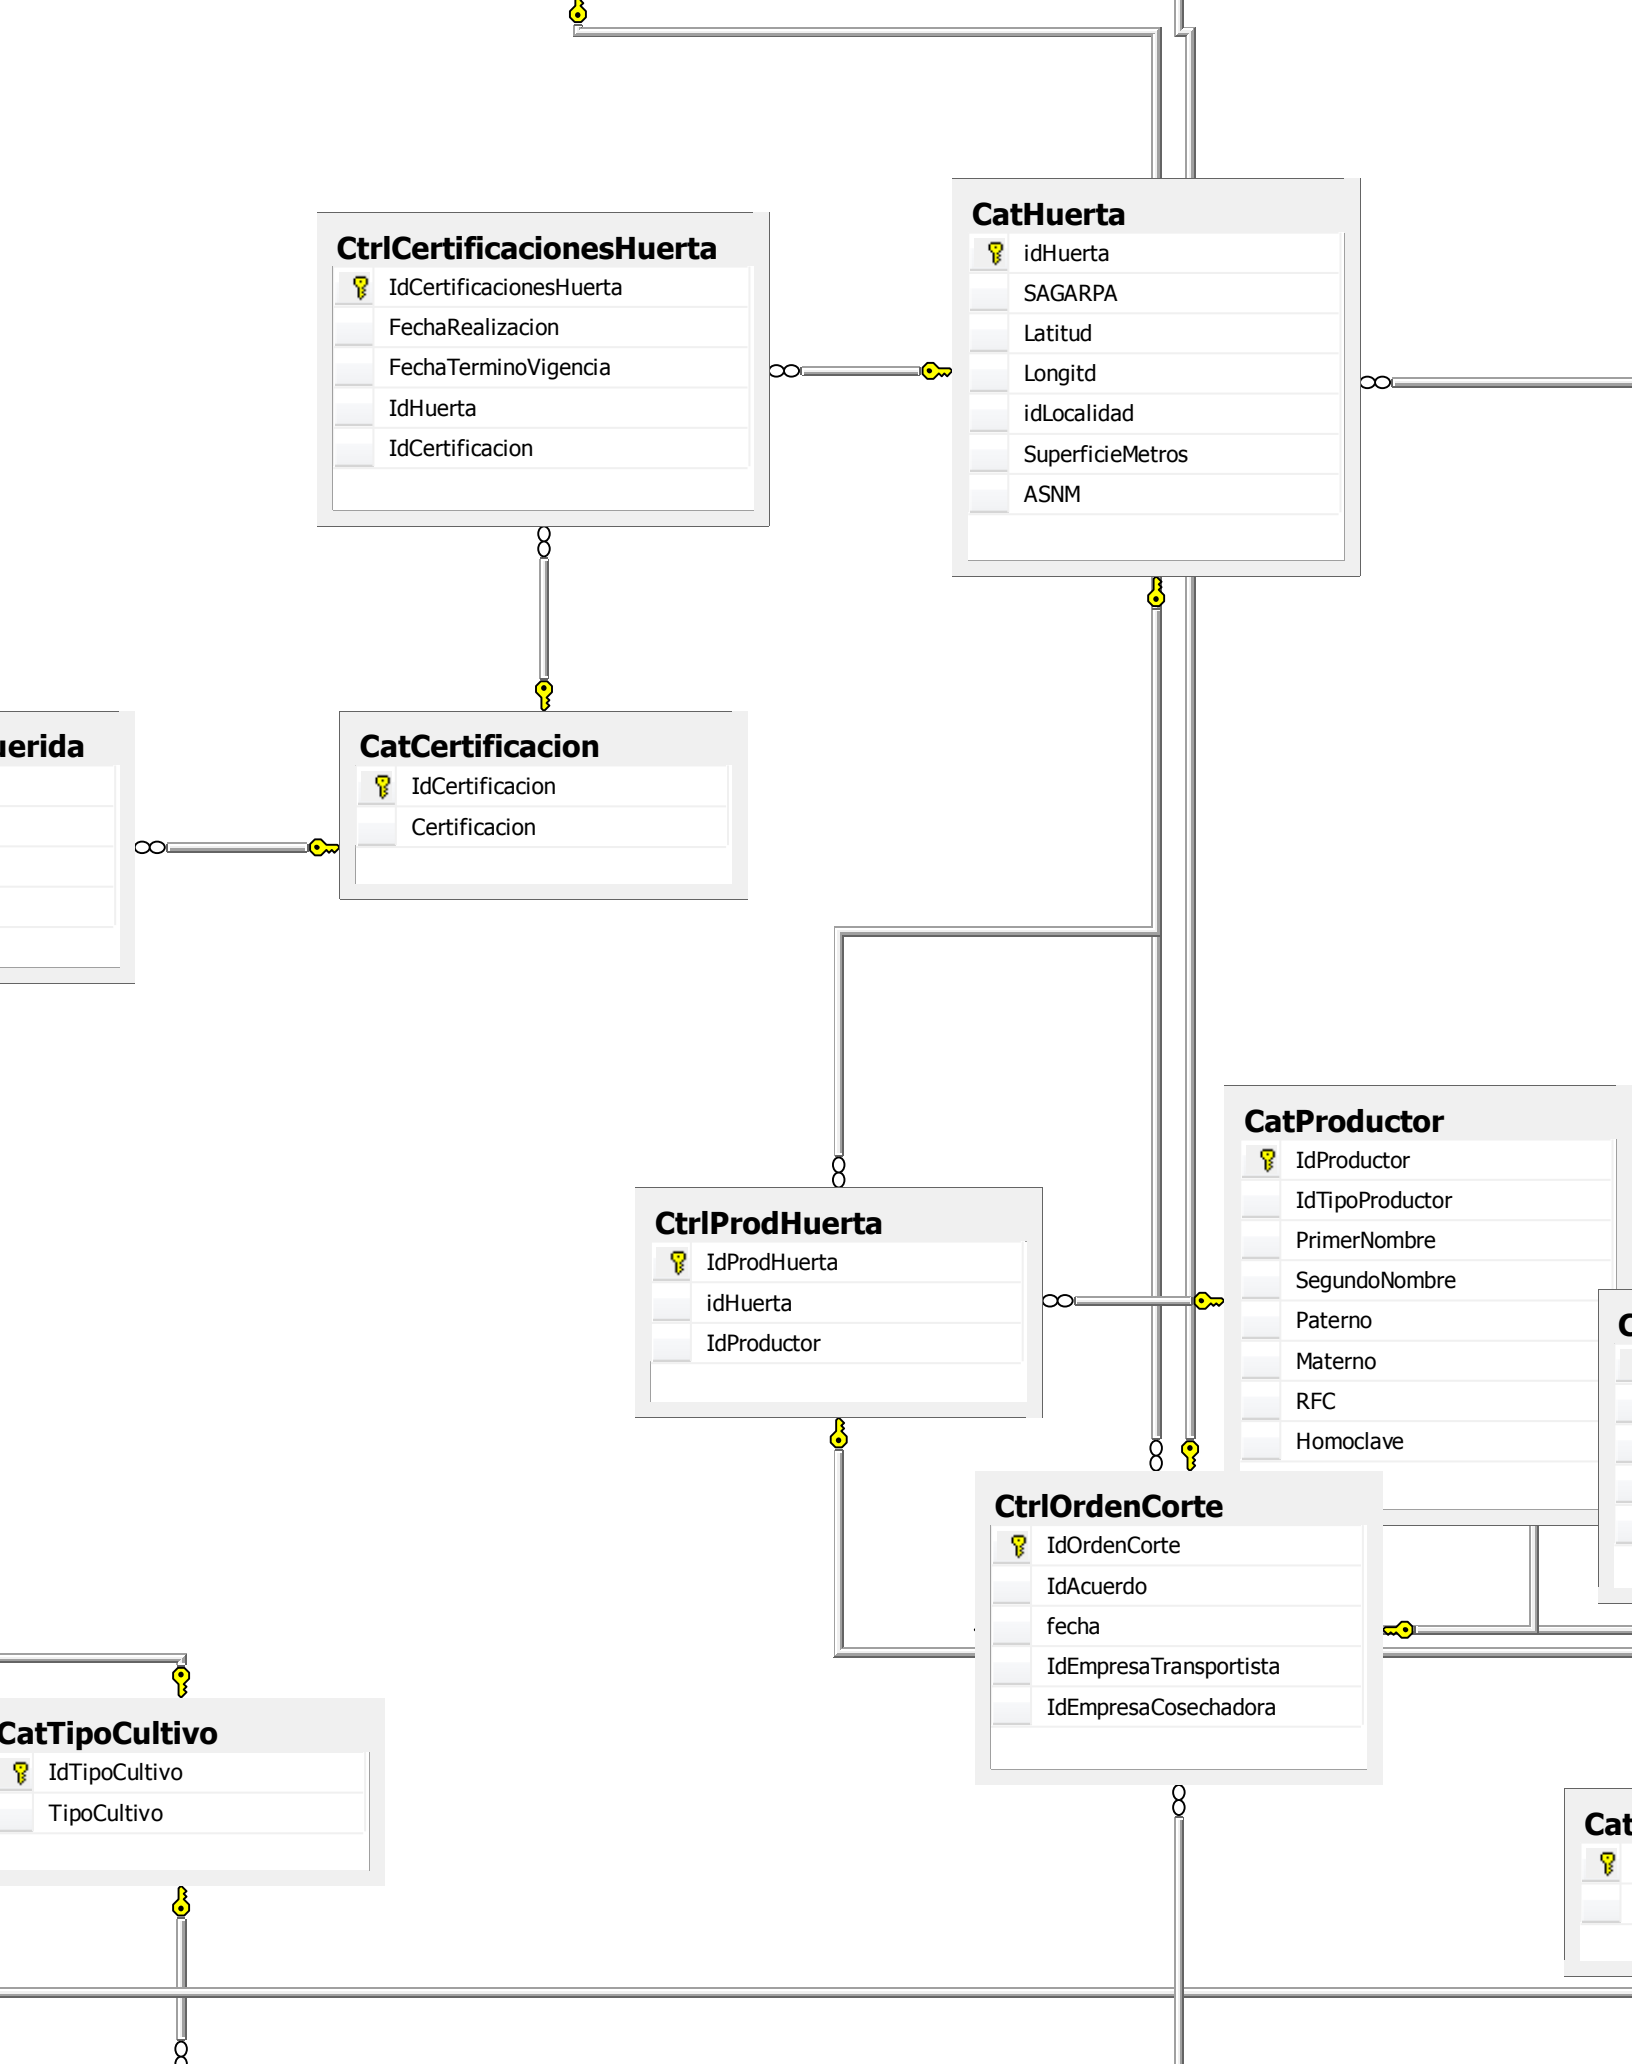 CatHuerta
idHuerta
SAGARPA
Latitud
Longitd
idLocalidad
SuperficieMetros
ASNM
CtrlCertificacionesHuerta
IdCertificacionesHuerta
FechaRealizacion
FechaTerminoVigencia
IdHuerta
IdCertificacion
uerida
CatCertificacion
IdCertificacion
Certificacion
CatProductor
IdProductor
IdTipoProductor
PrimerNombre
SegundoNombre
Paterno
Materno
RFC
Homoclave
C
CtrlProdHuerta
IdProdHuerta
idHuerta
IdProductor
CtrlOrdenCorte
IdOrdenCorte
IdAcuerdo
fecha
IdEmpresaTransportista
IdEmpresaCosechadora
CatTipoCultivo
IdTipoCultivo
TipoCultivo
Cat